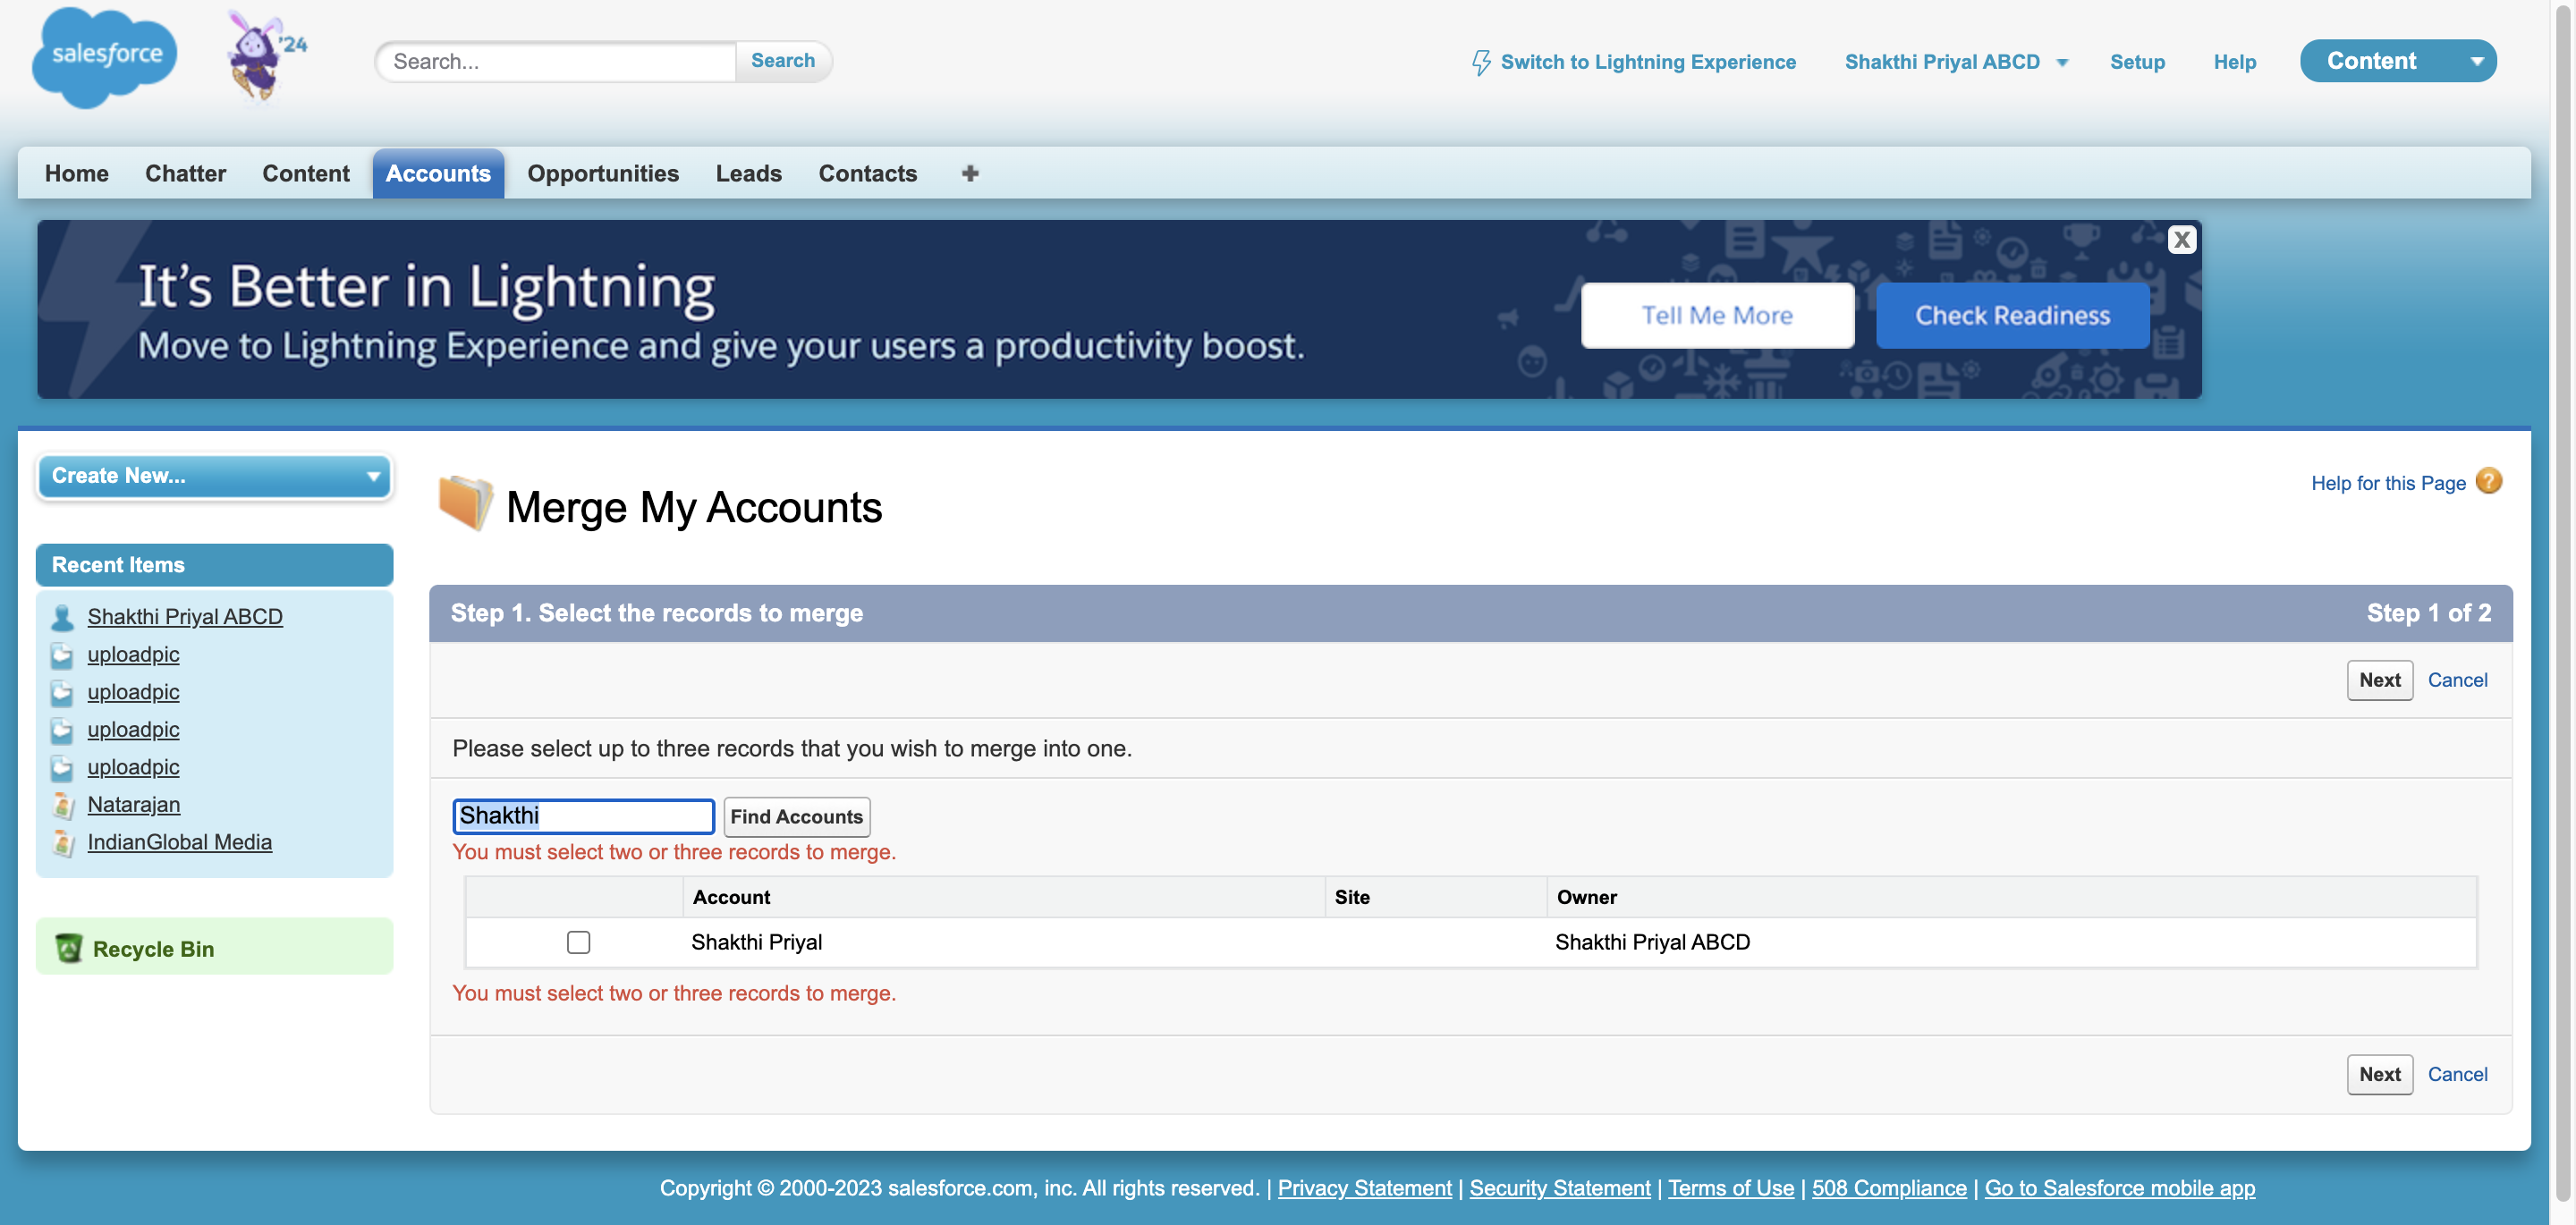 salesforce
'24
Search...
Search
Switch to Lightning Experience
Shakthi Priyal ABCD
Setup
Help
Content
Home
Chatter
Content
Accounts
Opportunities
Leads
Contacts
It's Better in Lightning
Move to Lightning Experience and give your users a productivity boost.
Tell Me More
Check Readiness
X
Create New...
Recent Items
Shakthi Priyal ABCD
uploadpic
uploadpic
uploadpic
uploadpic
Natarajan
IndianGlobal Media
Recycle Bin
Merge My Accounts
Help for this Page ?
Step 1. Select the records to merge
Step 1 of 2
Next
Cancel
Please select up to three records that you wish to merge into one.
Shakthi
Find Accounts
You must select two or three records to merge.
Account
Site
Owner
Shakthi Priyal
Shakthi Priyal ABCD
You must select two or three records to merge.
Next
Cancel
Copyright © 2000-2023 salesforce.com, inc. All rights reserved. | Privacy Statement | Security Statement | Terms of Use | 508 Compliance | Go to Salesforce mobile app